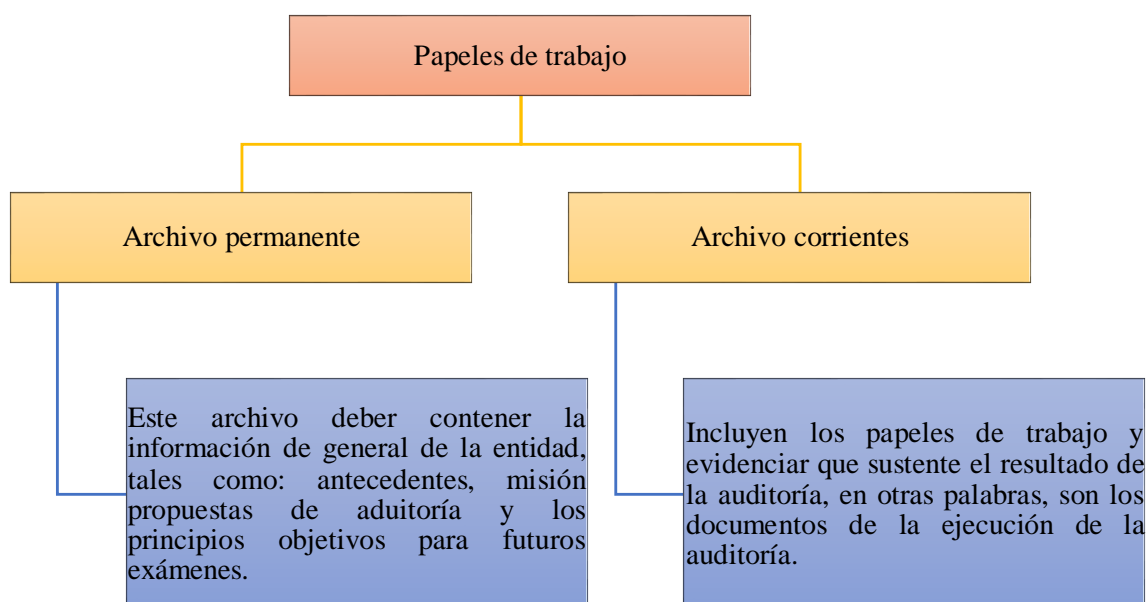 Papeles de trabajo
Archivo permanente
Archivo corrientes
Este archivo deber contener la
información de general de la entidad,
tales como: antecedentes, misión
propuestas de aduitoría y los
principios objetivos para futuros
exámenes.
Incluyen los papeles de trabajo y
evidenciar que sustente el resultado de
la auditoría, en otras palabras, son los
documentos de la ejecución de la
auditoría.